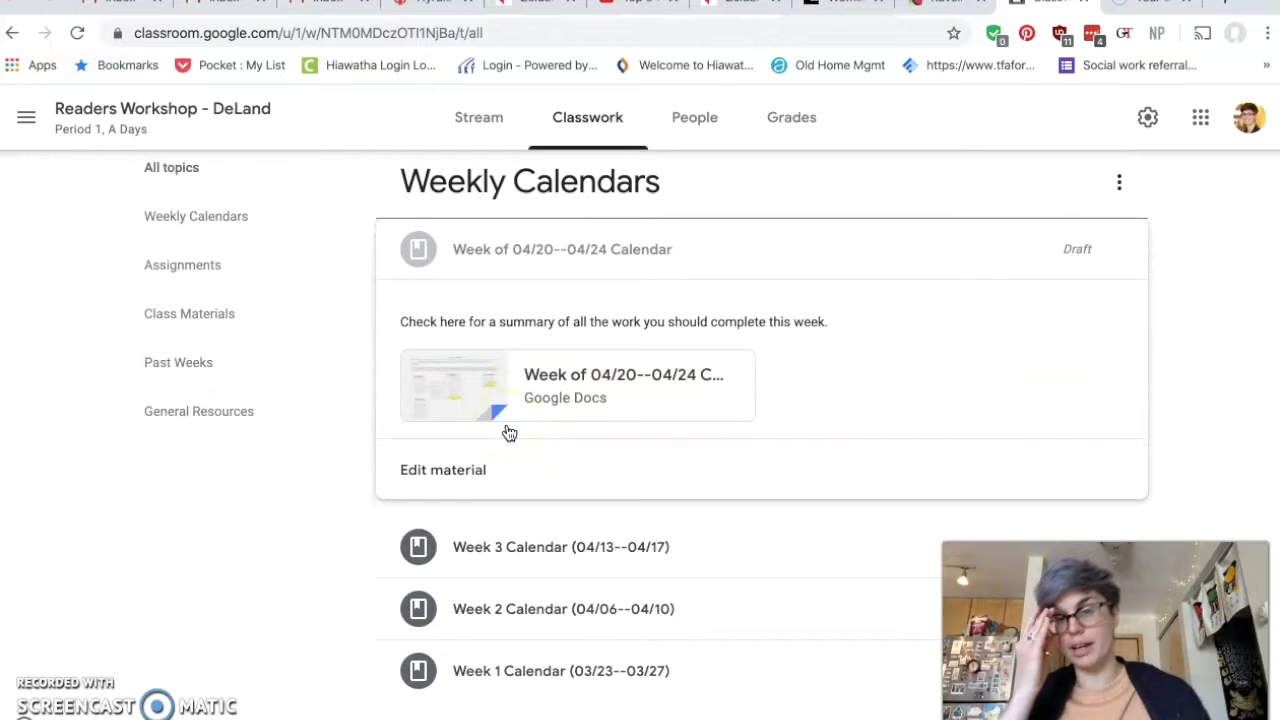 classroom.google.com/u/1/w/NTM0MDczOTI1NjBa/t/all
0
11
4
GT
NP
Apps
Bookmarks
Pocket : My List
Hiawatha Login Lo...
Login - Powered by...
Welcome to Hiawat...
Old Home Mgmt
https://www.tfafor...
Social work referral...
»
Readers Workshop - DeLand
Period 1, A Days
Stream
Classwork
People
Grades
All topics
Weekly Calendars
Assignments
Class Materials
Past Weeks
General Resources
Weekly Calendars
Week of 04/20--04/24 Calendar
Draft
Check here for a summary of all the work you should complete this week.
Week of 04/20--04/24 C...
Google Docs
Edit material
Week 3 Calendar (04/13--04/17)
Week 2 Calendar (04/06--04/10)
Week 1 Calendar (03/23--03/27)
RECORDED WITH
SCREENCAST MATIC